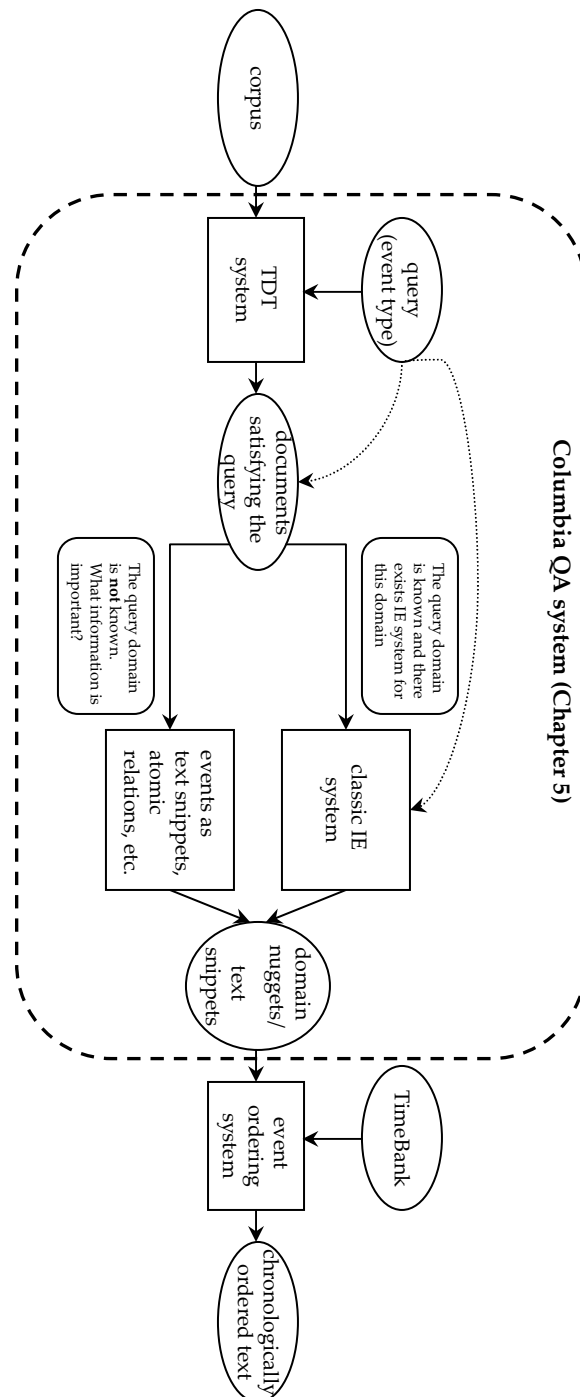 Columbia QA system (Chapter 5)
corpus
query
(event type)
TDT
system
documents
satisfying the
query
The query domain
is known and there
exists IE system for
this domain
The query domain
is not known.
What information is
important?
classic IE
system
events as
text snippets,
atomic
relations, etc.
domain
nuggets/
text
snippets
TimeBank
event
ordering
system
chronologically
ordered text